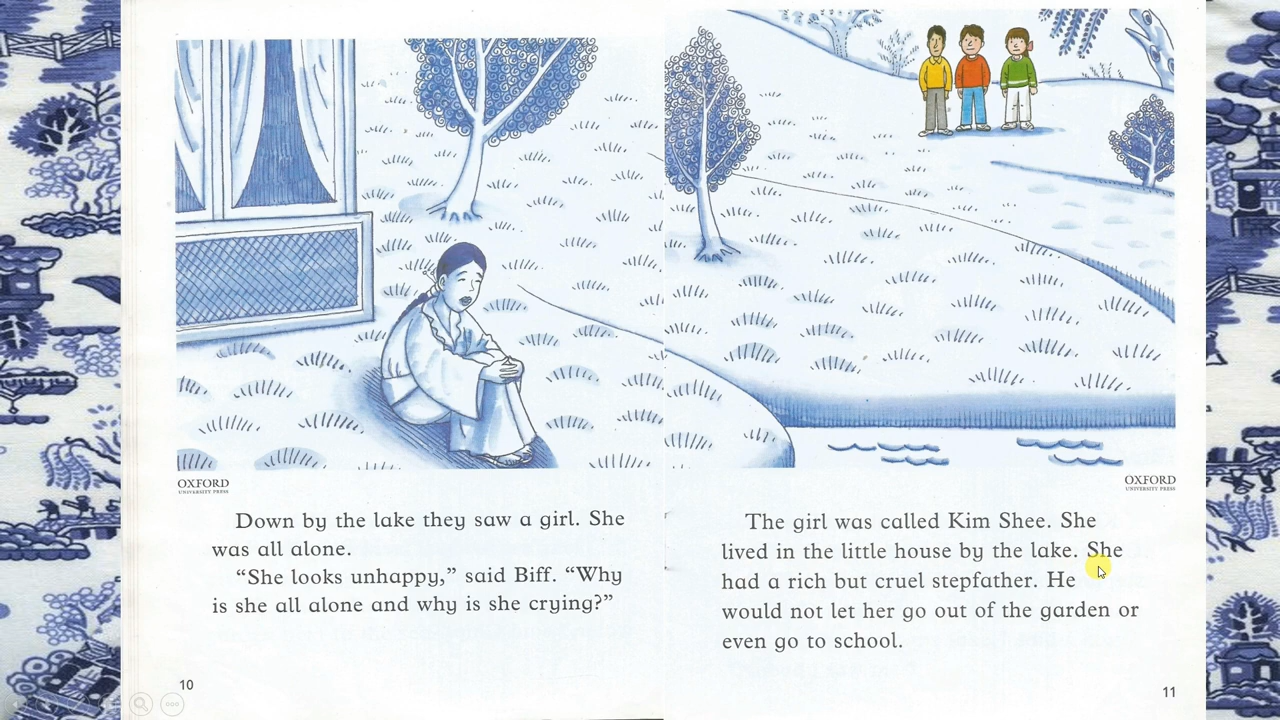 OXFORD
UNIVERSITY PRESS
Down by the lake they saw a girl. She
was all alone.
“She looks unhappy,” said Biff. “Why
is she all alone and why is she crying?”
10
OXFORD
UNIVERSITY PRESS
The girl was called Kim Shee. She
lived in the little house by the lake. She
had a rich but cruel stepfather. He
would not let her go out of the garden or
even go to school.
11